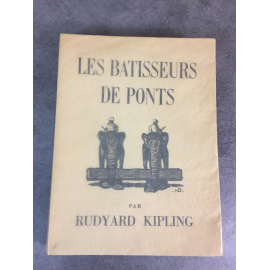 LES BATISSEURS
DE PONTS
PAR
RUDYARD KIPLING